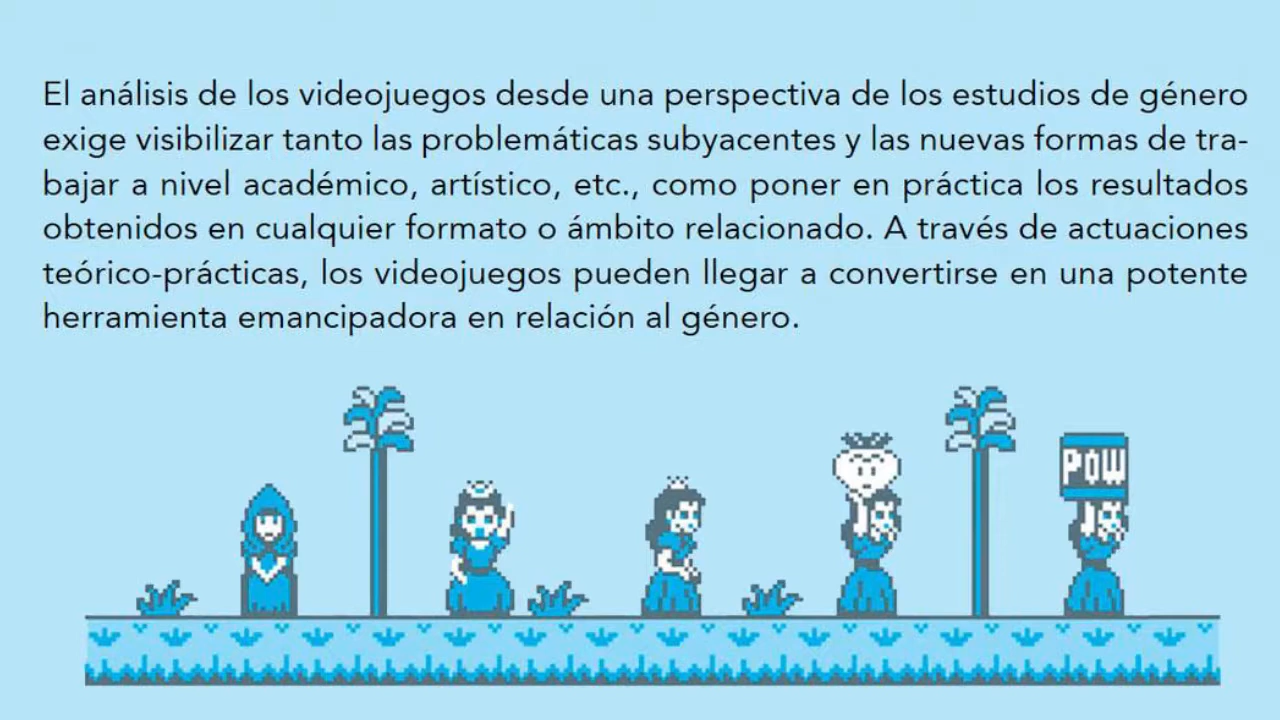 El análisis de los videojuegos desde una perspectiva de los estudios de género
exige visibilizar tanto las problemáticas subyacentes y las nuevas formas de tra-
bajar a nivel académico, artístico, etc., como poner en práctica los resultados
obtenidos en cualquier formato o ámbito relacionado. A través de actuaciones
teórico-prácticas, los videojuegos pueden llegar a convertirse en una potente
herramienta emancipadora en relación al género.
POW